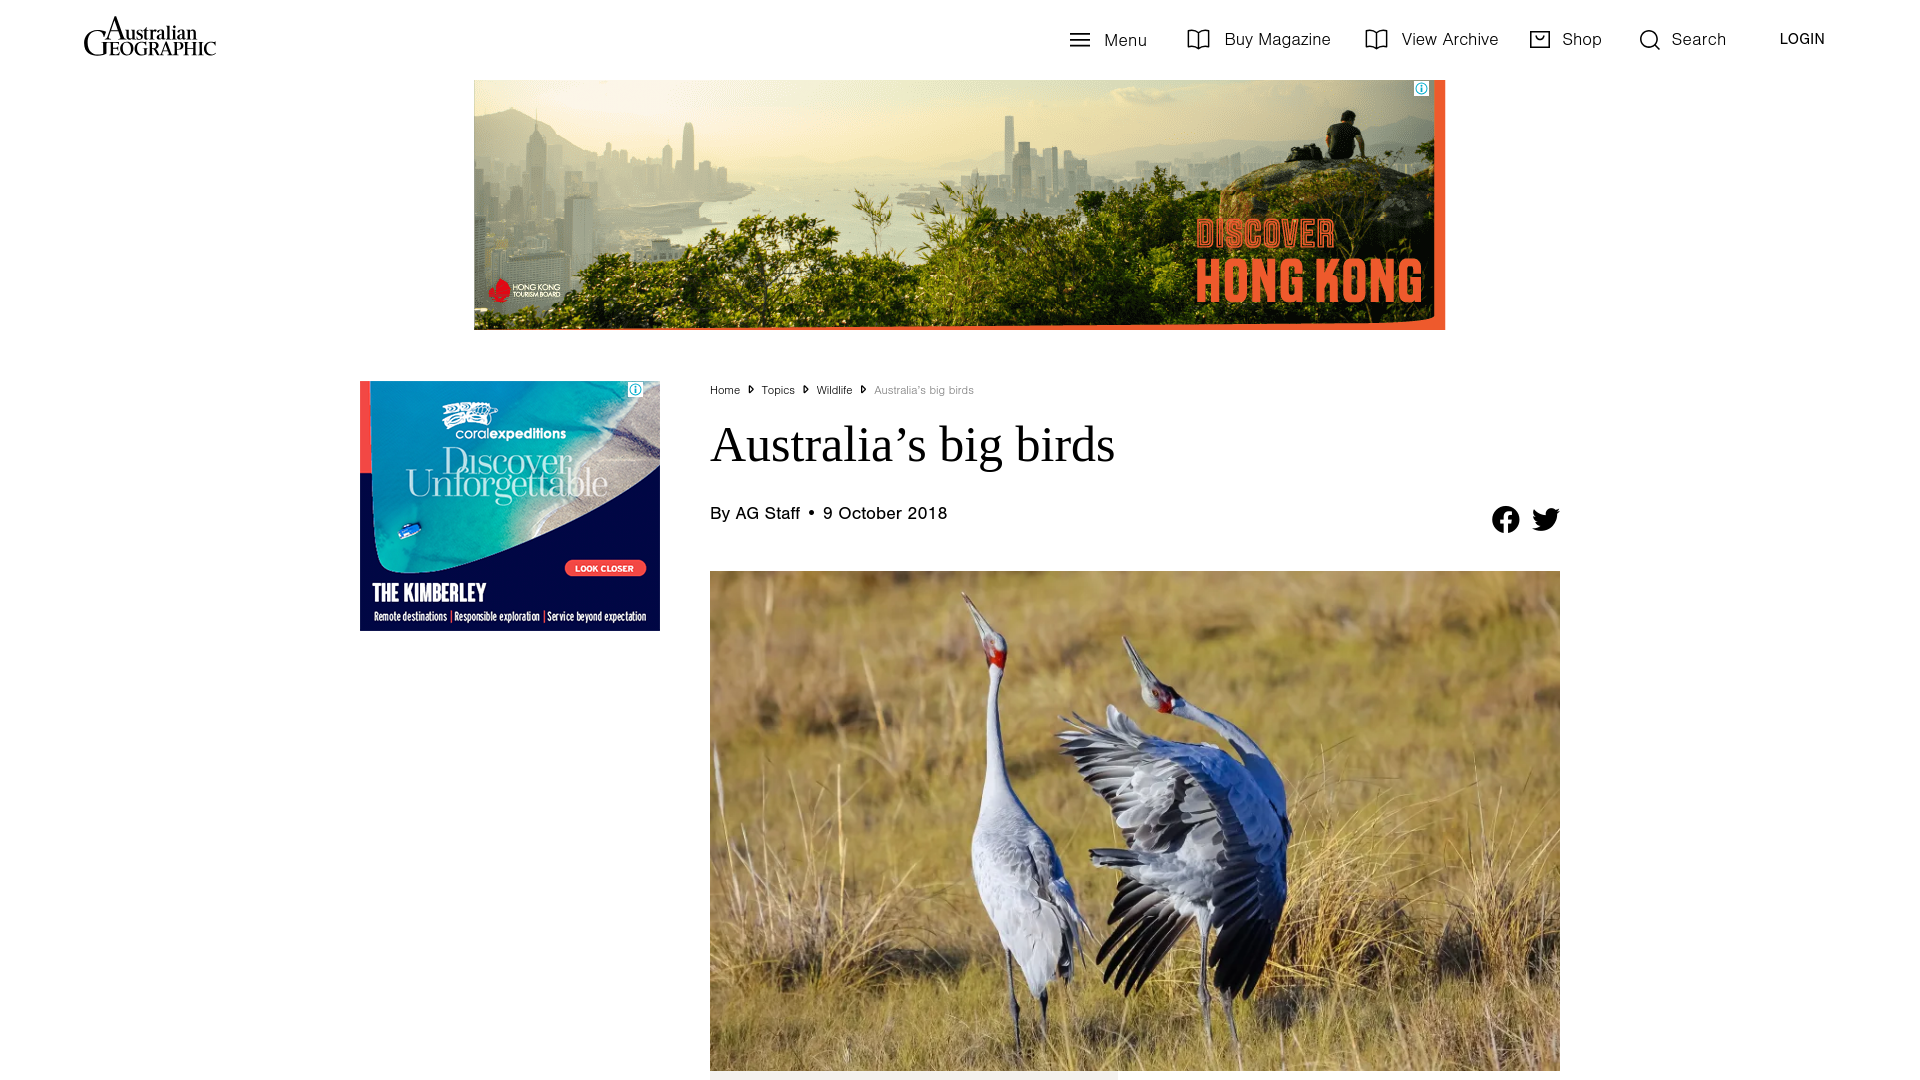 Australian
GEOGRAPHIC
Menu
Buy Magazine
View Archive
Shop
Search
LOGIN
DISCOVER
HONG KONG
HONG KONG
TOURISM BOARD
coralexpeditions
Discover
Unforgettable
LOOK CLOSER
THE KIMBERLEY
Remote destinations | Responsible exploration | Service beyond expectation
Home Topics Wildlife Australia’s big birds
Australia’s big birds
By AG Staff • 9 October 2018